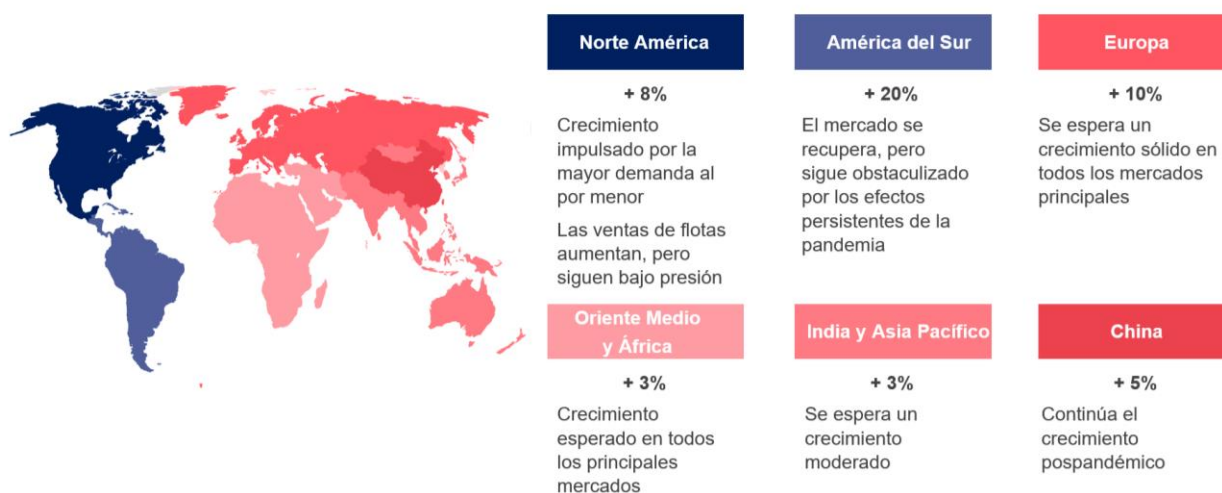 Norte América
+ 8%
Crecimiento
impulsado por la
mayor demanda al
por menor
Las ventas de flotas
aumentan, pero
siguen bajo presión
América del Sur
+ 20%
El mercado se
recupera, pero
sigue obstaculizado
por los efectos
persistentes de la
pandemia
Europa
+ 10%
Se espera un
crecimiento sólido en
todos los mercados
principales
Oriente Medio
y África
+ 3%
Crecimiento
esperado en todos
los principales
mercados
India y Asia Pacífico
+ 3%
Se espera un
crecimiento
moderado
China
+ 5%
Continúa el
crecimiento
pospandémico